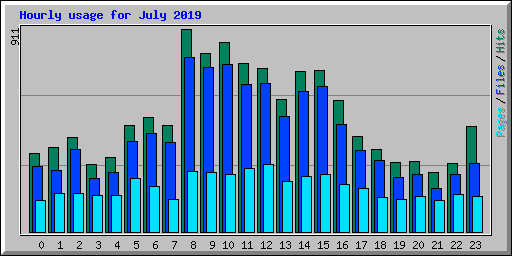 Hourly usage for July 2019
911
Pages / Files / Hits
0 1 2 3 4 5 6 7 8 9 10 11 12 13 14 15 16 17 18 19 20 21 22 23